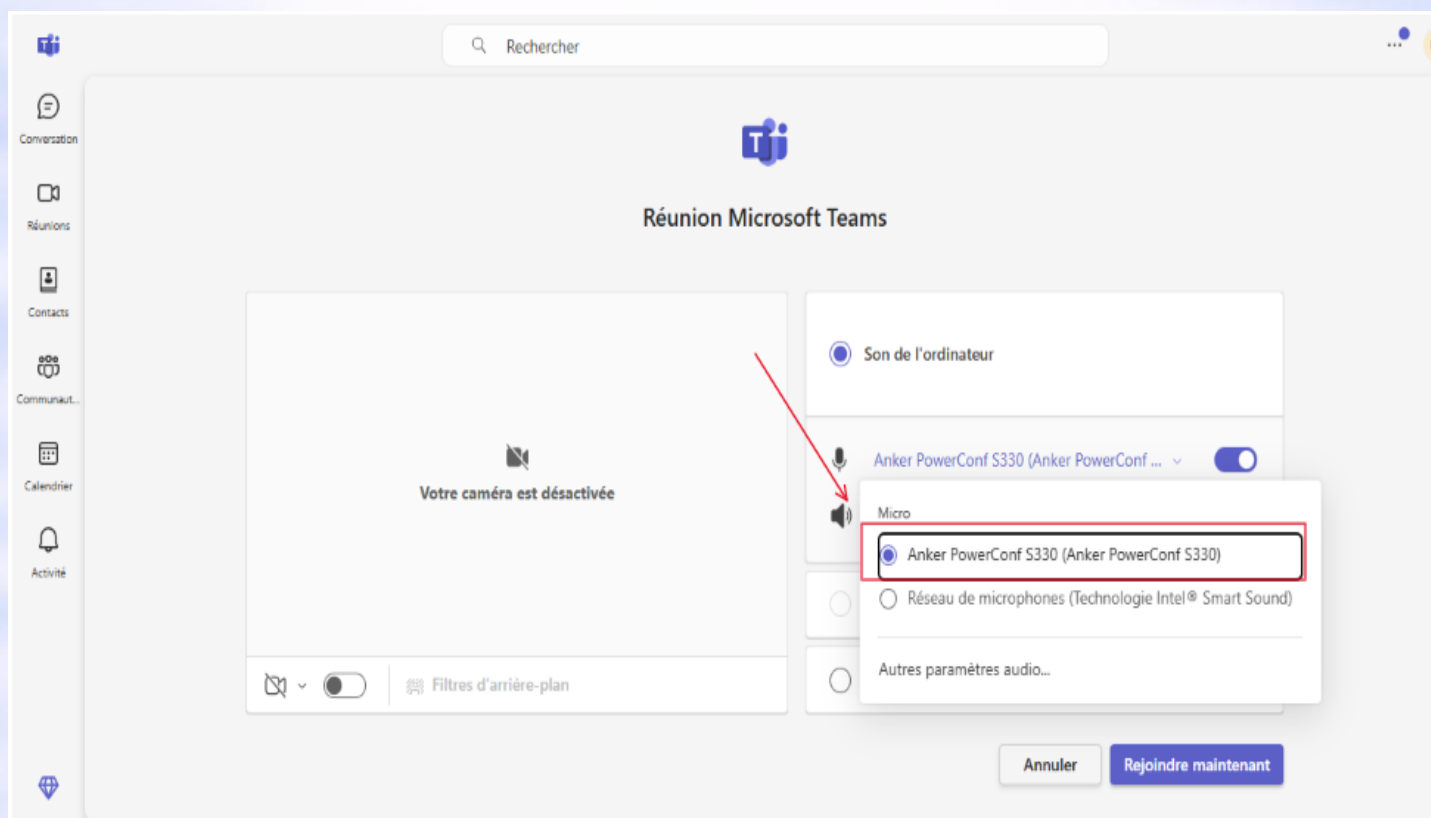 Rechercher
...
Conversation
Réunions
Contacts
Communaut...
Calendrier
Activité
Réunion Microsoft Teams
Votre caméra est désactivée
Filtres d'arrière-plan
Son de l'ordinateur
Anker PowerConf S330 (Anker PowerConf ...
Micro
Anker PowerConf S330 (Anker PowerConf S330)
Réseau de microphones (Technologie Intel® Smart Sound)
Autres paramètres audio...
Annuler
Rejoindre maintenant